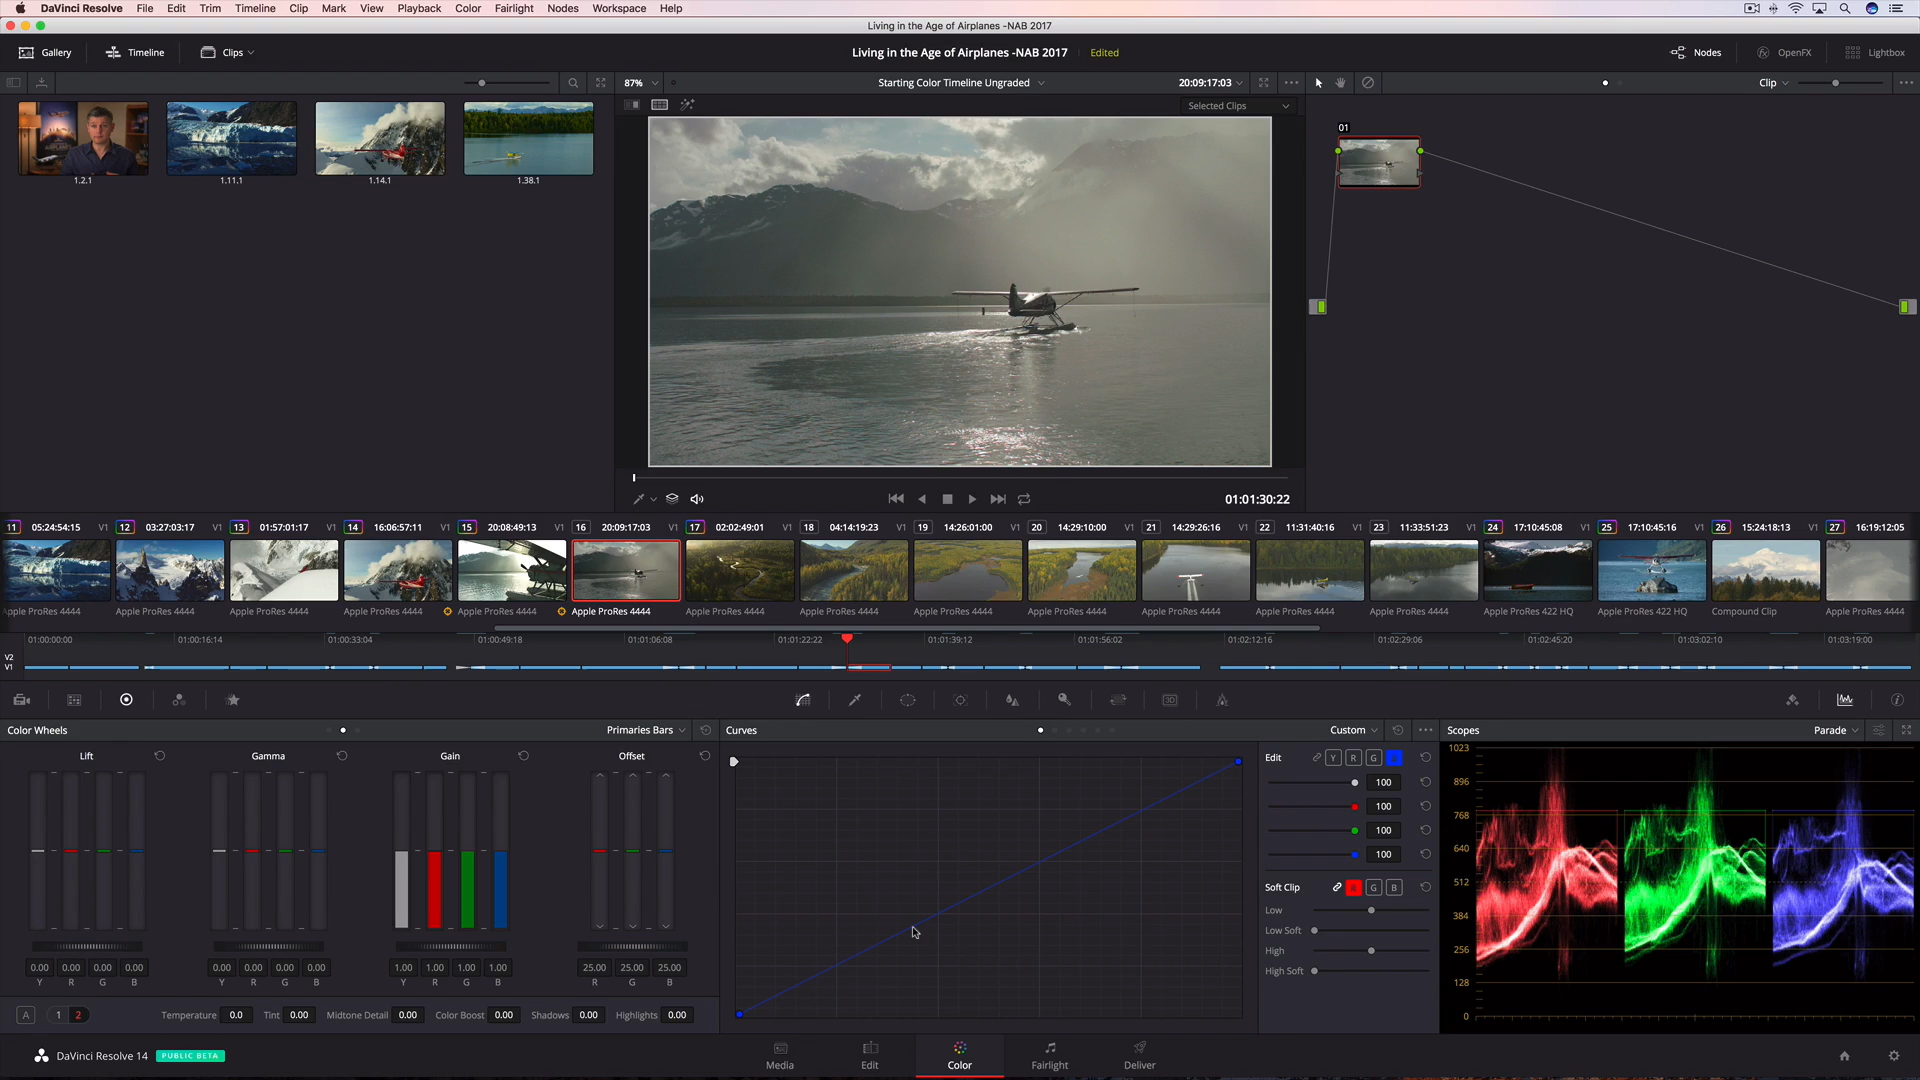 DaVinci Resolve File Edit Trim Timeline Clip Mark View Playback Color Fairlight Nodes Workspace Help
Living in the Age of Airplanes -NAB 2017
Gallery Timeline Clips Living in the Age of Airplanes -NAB 2017 Edited Nodes OpenFX Lightbox
87% Starting Color Timeline Ungraded 20:09:17:03 Clip
Selected Clips
01
1.2.1 1.11.1 1.14.1 1.38.1
01:01:30:22
11 05:24:54:15 V1 12 03:27:03:17 V1 13 01:57:01:17 V1 14 16:06:57:11 V1 15 20:08:49:13 V1 16 20:09:17:03 V1 17 02:02:49:01 V1 18 04:14:19:23 V1 19 14:26:01:00 V1 20 14:29:10:00 V1 21 14:29:26:16 V1 22 11:31:40:16 V1 23 11:33:51:23 V1 24 17:10:45:08 V1 25 17:10:45:16 V1 26 15:24:18:13 V1 27 16:19:12:05
Apple ProRes 4444 Apple ProRes 4444 Apple ProRes 4444 Apple ProRes 4444 Apple ProRes 4444 Apple ProRes 4444 Apple ProRes 4444 Apple ProRes 4444 Apple ProRes 4444 Apple ProRes 4444 Apple ProRes 4444 Apple ProRes 4444 Apple ProRes 4444 Apple ProRes 422 HQ Apple ProRes 422 HQ Compound Clip Apple ProRes 4444
01:00:00:00 01:00:16:14 01:00:33:04 01:00:49:18 01:01:06:08 01:01:22:22 01:01:39:12 01:01:56:02 01:02:12:16 01:02:29:06 01:02:45:20 01:03:02:10 01:03:19:00
V2
V1
Color Wheels Primaries Bars Curves Custom Scopes Parade
Lift Gamma Gain Offset
Edit Y R G
100
100
100
100
Soft Clip G B
Low
Low Soft
High
High Soft
1023
896
768
640
512
384
256
128
0
0.00 0.00 0.00 0.00 0.00 0.00 0.00 0.00 1.00 1.00 1.00 1.00 25.00 25.00 25.00
Y R G B Y R G B Y R G B R G B
A 1 2 Temperature 0.0 Tint 0.00 Midtone Detail 0.00 Color Boost 0.00 Shadows 0.00 Highlights 0.00
DaVinci Resolve 14 PUBLIC BETA Media Edit Color Fairlight Deliver